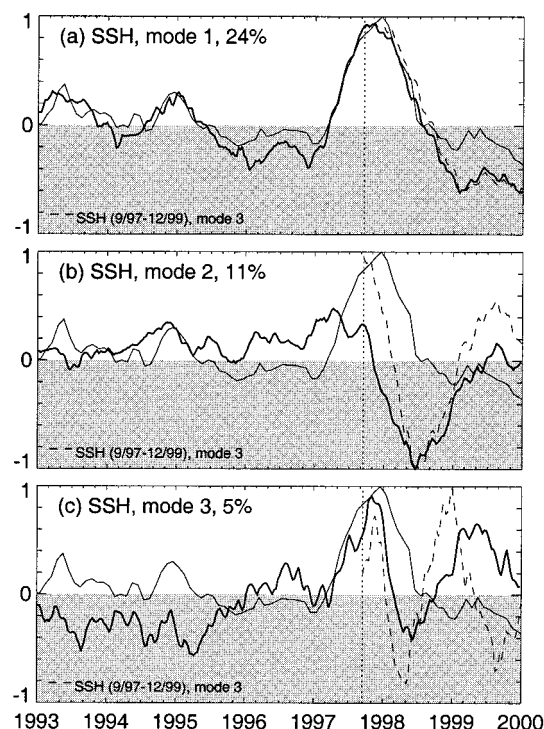 1
(a) SSH, mode 1, 24%
0
SSH (9/97-12/99), mode 3
-1
1
(b) SSH, mode 2, 11%
0
SSH (9/97-12/99), mode 3
-1
1
(c) SSH, mode 3, 5%
0
SSH (9/97-12/99), mode 3
-1
1993 1994 1995 1996 1997 1998 1999 2000